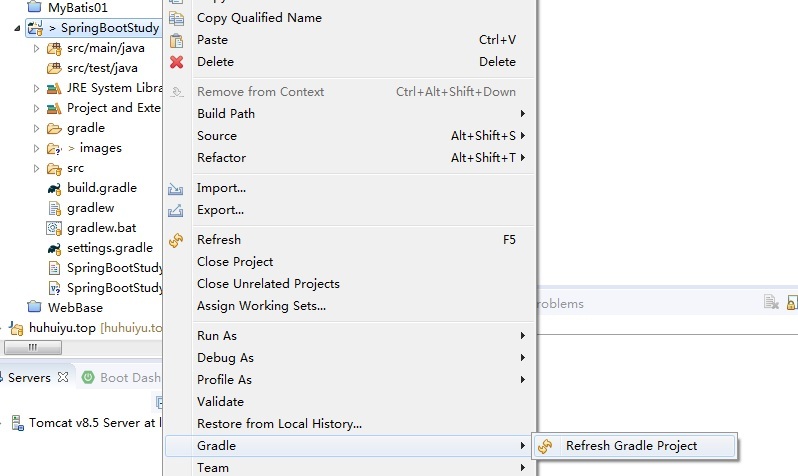 MyBatis01
> SpringBootStudy
src/main/java
src/test/java
JRE System Libra
Project and Exte
gradle
> images
src
build.gradle
gradlew
gradlew.bat
settings.gradle
SpringBootStudy
SpringBootStudy
WebBase
huhuiyu.top [huhuiyu.to
Servers
Boot Dash
Tomcat v8.5 Server at l
Copy Qualified Name
Paste Ctrl+V
Delete Delete
Remove from Context Ctrl+Alt+Shift+Down
Build Path
Source Alt+Shift+S
Refactor Alt+Shift+T
Import...
Export...
Refresh F5
Close Project
Close Unrelated Projects
Assign Working Sets...
Run As
Debug As
Profile As
Validate
Restore from Local History...
Gradle
Team
Refresh Gradle Project
roblems